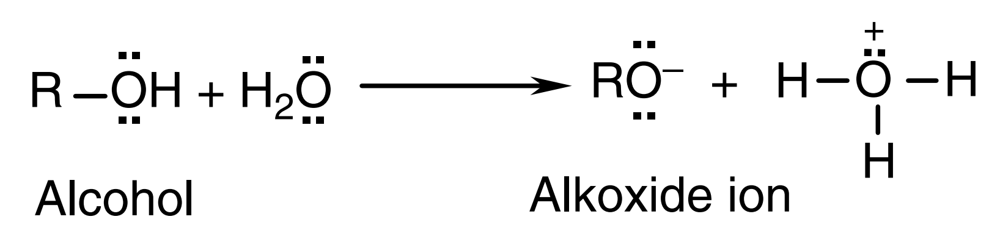 R—OH + H₂O ⟶ RO⁻ + H—O⁺—H
H
Alcohol Alkoxide ion